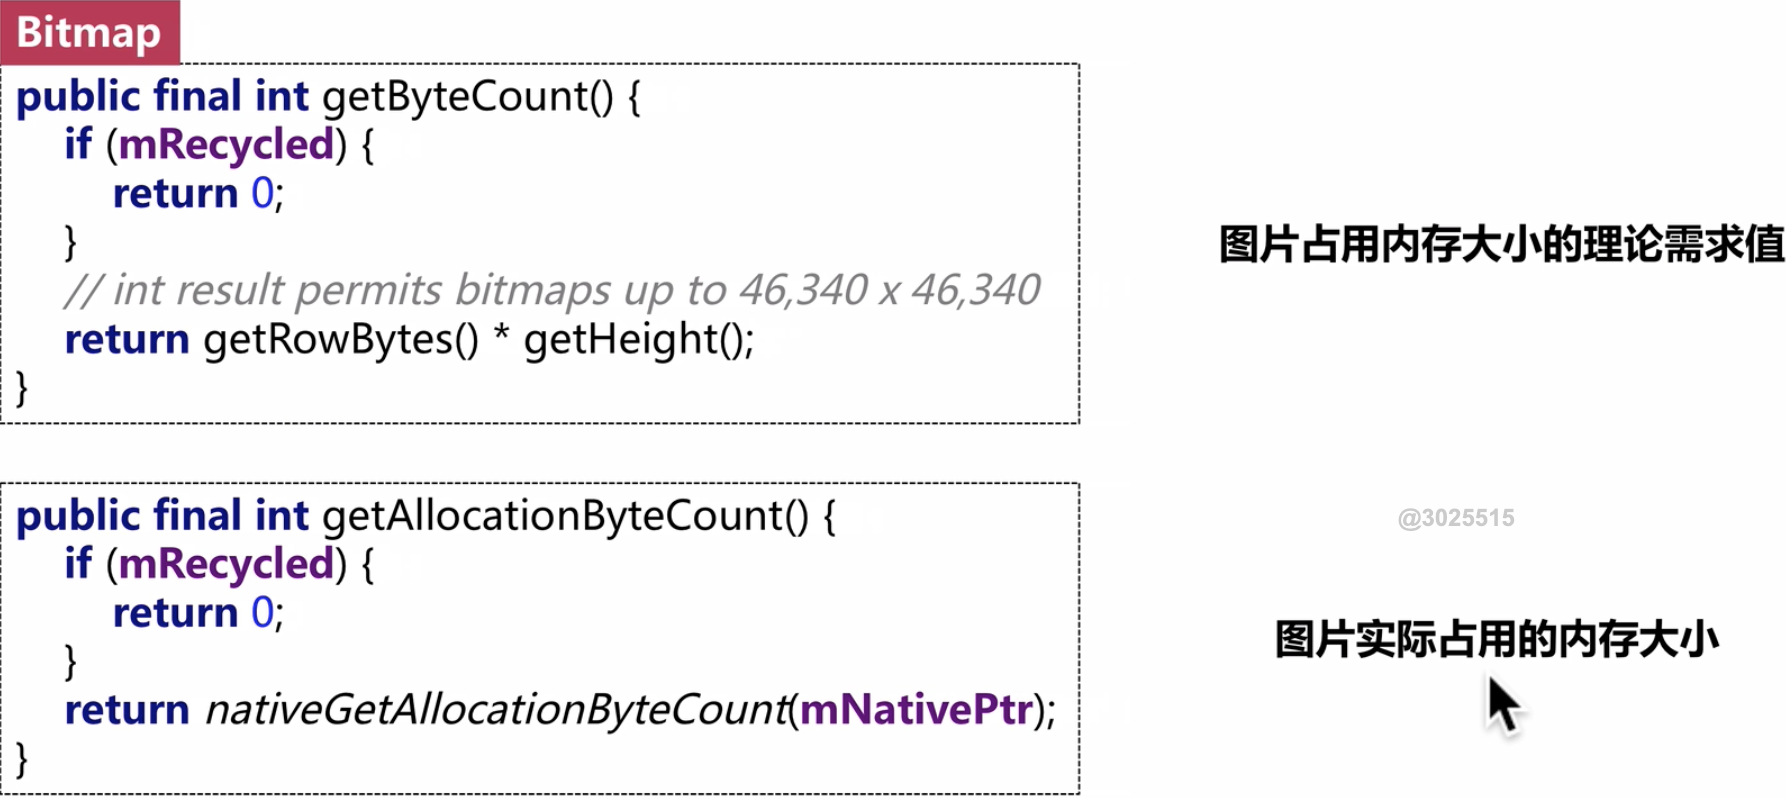 Bitmap
public final int getByteCount() {
if (mRecycled) {
return 0;
}
// int result permits bitmaps up to 46,340 x 46,340
return getRowBytes() * getHeight();
}
图片占用内存大小的理论需求值
public final int getAllocationByteCount() {
if (mRecycled) {
return 0;
}
return nativeGetAllocationByteCount(mNativePtr);
}
@3025515
图片实际占用的内存大小